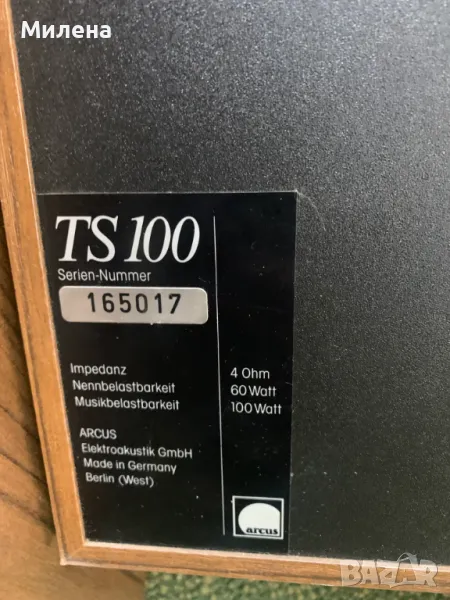 Милена
TS 100
Serien-Nummer
165017
Impedanz 4 Ohm
Nennbelastbarkeit 60 Watt
Musikbelastbarkeit 100 Watt
ARCUS
Elektroakustik GmbH
Made in Germany
Berlin (West)
arcus
BAZAR